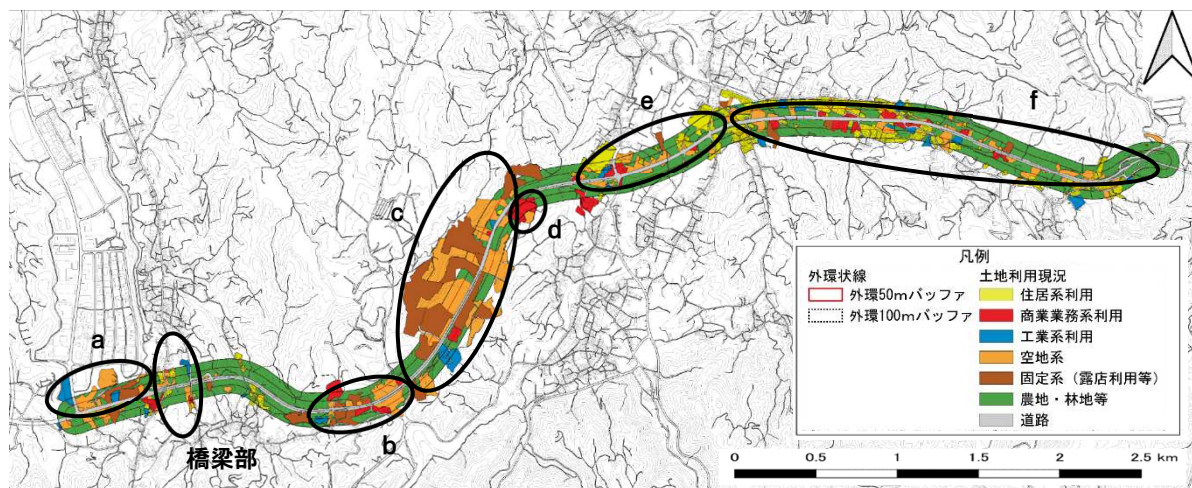 f
e
c
d
a
橋梁部
b
凡例
外環状線
外環50mバッファ
外環100mバッファ
土地利用現況
住居系利用
商業業務系利用
工業系利用
空地系
固定系（露店利用等）
農地・林地等
道路
0 0.5 1.0 1.5 2.0 2.5 km